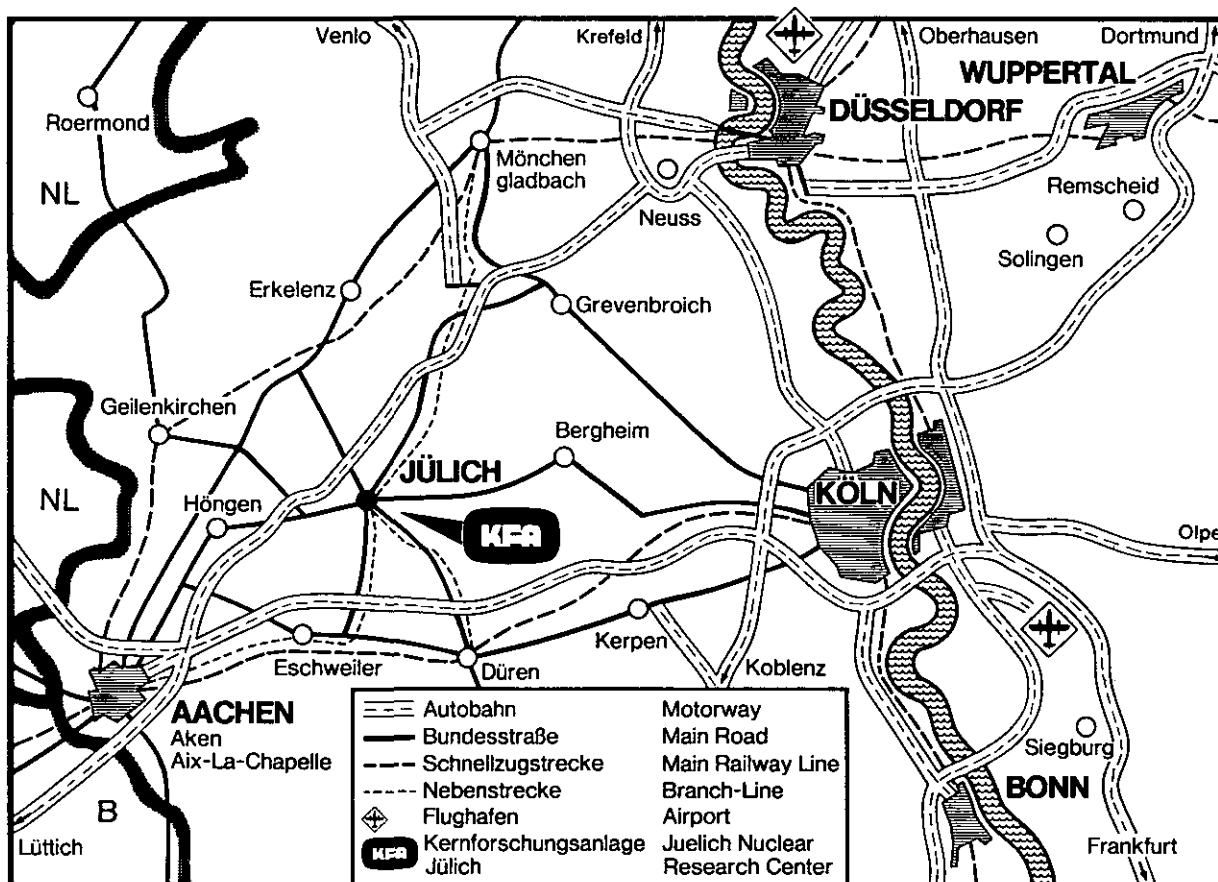 Venlo
Krefeld
Oberhausen
Dortmund
WUPPERTAL
DÜSSELDORF
Roermond
Mönchen
gladbach
NL
Neuss
Remscheid
Solingen
Erkelenz
Grevenbroich
Geilenkirchen
Bergheim
JÜLICH
KÖLN
NL
Höngen
KFA
Olpe
Kerpen
Eschweiler
Düren
Koblenz
AACHEN
Aken
Aix-La-Chapelle
Siegburg
BONN
B
Lüttich
Frankfurt
Autobahn Motorway
Bundesstraße Main Road
Schnellzugstrecke Main Railway Line
Nebenstrecke Branch-Line
Flughafen Airport
KFA Kernforschungsanlage Juelich Nuclear
Jülich Research Center